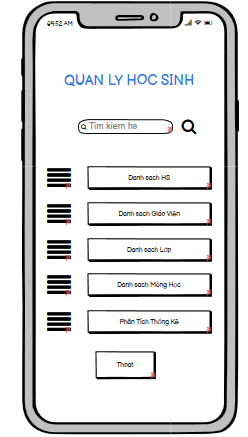 09:52 AM
QUAN LY HOC SINH
Tim kiem hs
Danh sach HS
Danh sach Giáo Viên
Danh sach Lớp
Danh sach Mông Học
Phân Tích Thống Kê
Thoat